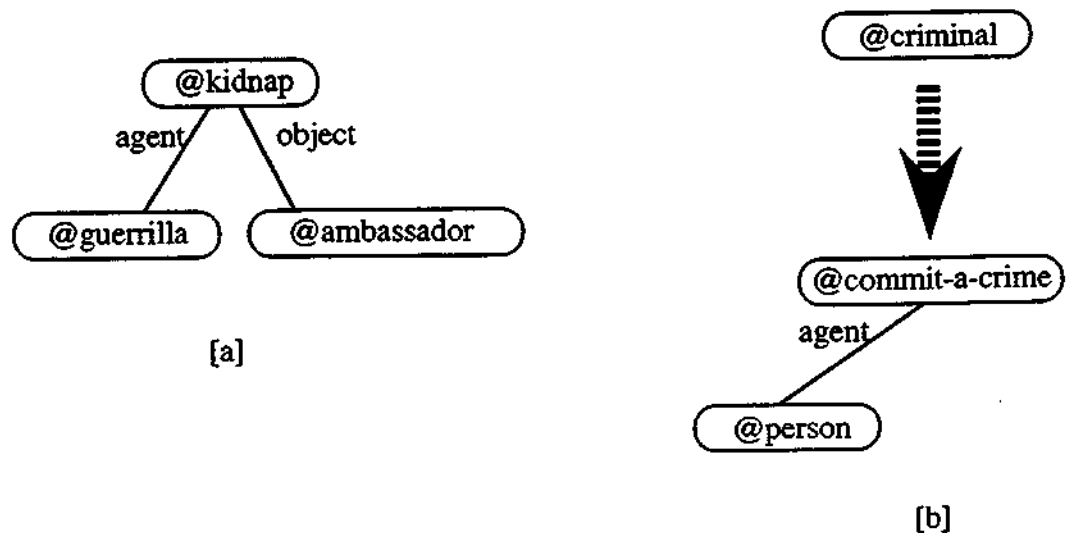 @kidnap
agent
object
@guerrilla
@ambassador
[a]
@criminal
@commit-a-crime
agent
@person
[b]